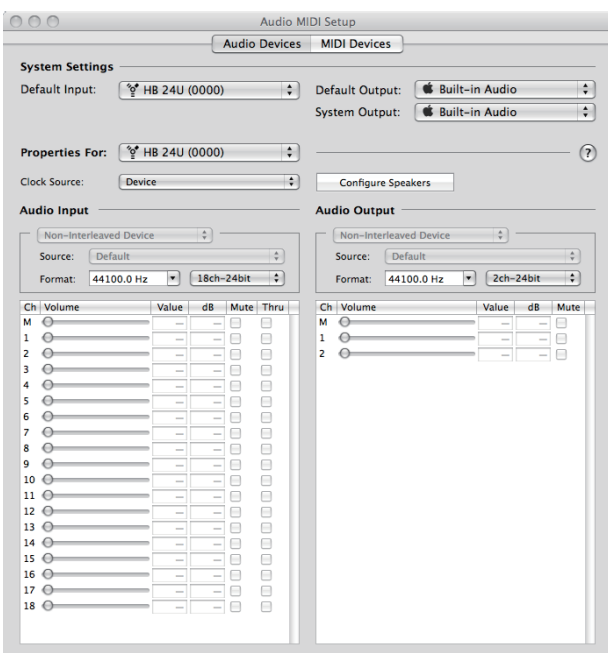 Audio MIDI Setup
Audio Devices MIDI Devices
System Settings
Default Input: HB 24U (0000)
Default Output: Built-in Audio
System Output: Built-in Audio
Properties For: HB 24U (0000)
?
Clock Source: Device
Configure Speakers
Audio Input
Audio Output
Non-Interleaved Device
Non-Interleaved Device
Source: Default
Source: Default
Format: 44100.0 Hz 18ch-24bit
Format: 44100.0 Hz 2ch-24bit
Ch Volume Value dB Mute Thru
M — —
1 — —
2 — —
3 — —
4 — —
5 — —
6 — —
7 — —
8 — —
9 — —
10 — —
11 — —
12 — —
13 — —
14 — —
15 — —
16 — —
17 — —
18 — —
Ch Volume Value dB Mute
M — —
1 — —
2 — —